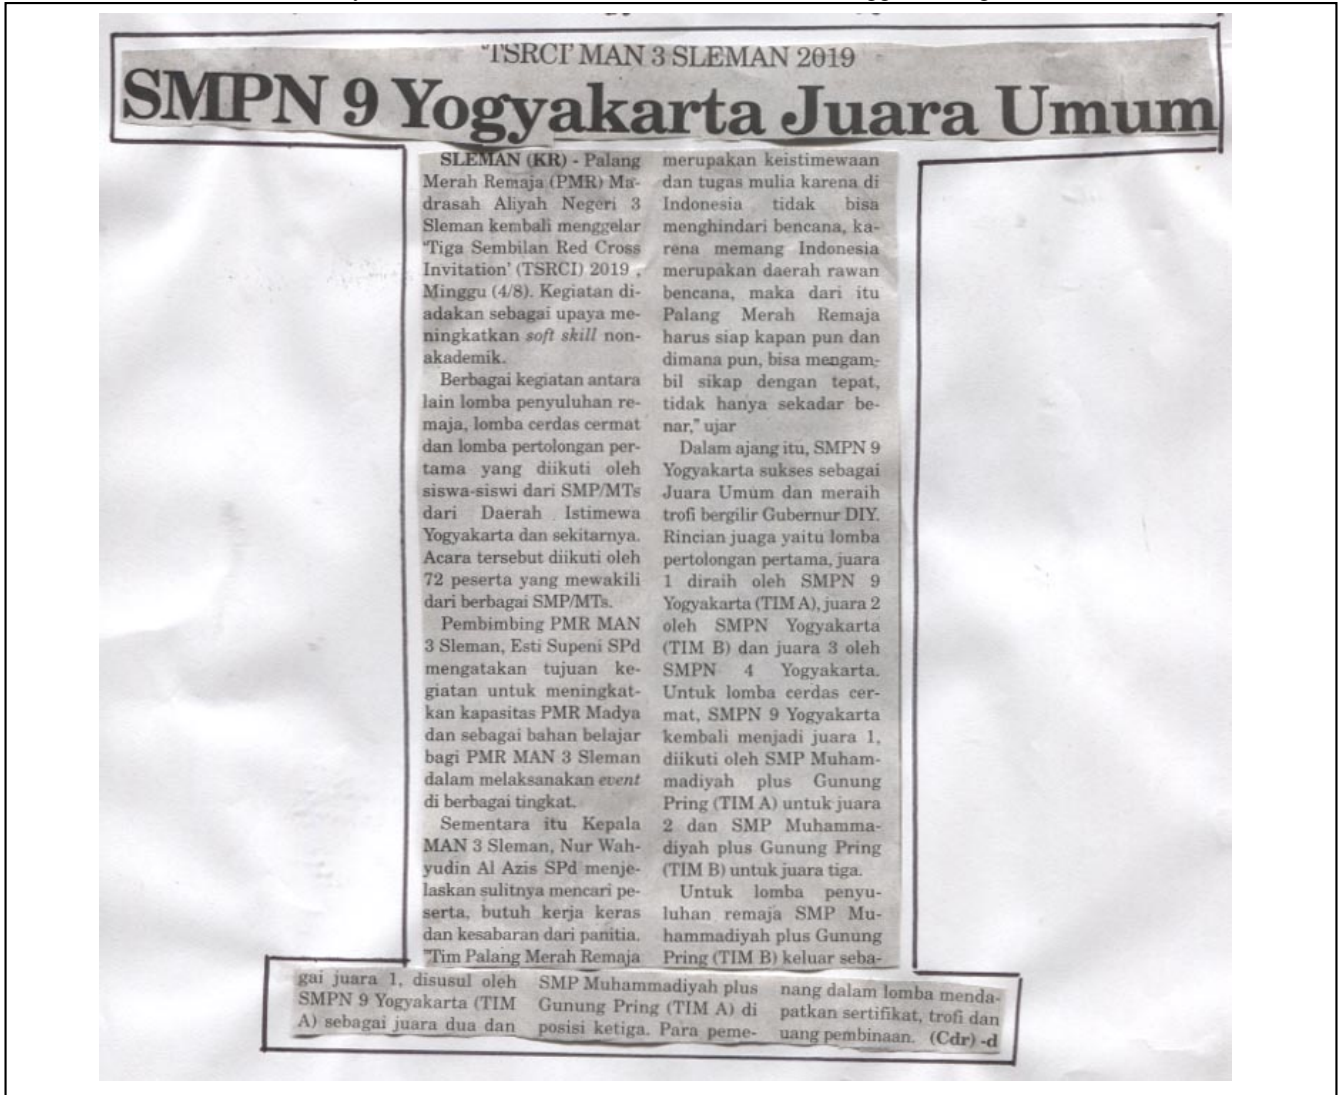 'TSRCI' MAN 3 SLEMAN 2019
SMPN 9 Yogyakarta Juara Umum
SLEMAN (KR) - Palang
Merah Remaja (PMR) Ma-
drasah Aliyah Negeri 3
Sleman kembali menggelar
'Tiga Sembilan Red Cross
Invitation' (TSRCI) 2019 ,
Minggu (4/8). Kegiatan di-
adakan sebagai upaya me-
ningkatkan soft skill non-
akademik.
Berbagai kegiatan antara
lain lomba penyuluhan re-
maja, lomba cerdas cermat
dan lomba pertolongan per-
tama yang diikuti oleh
siswa-siswi dari SMP/MTs
dari Daerah Istimewa
Yogyakarta dan sekitarnya.
Acara tersebut diikuti oleh
72 peserta yang mewakili
dari berbagai SMP/MTs.
Pembimbing PMR MAN
3 Sleman, Esti Supeni SPd
mengatakan tujuan ke-
giatan untuk meningkat-
kan kapasitas PMR Madya
dan sebagai bahan belajar
bagi PMR MAN 3 Sleman
dalam melaksanakan event
di berbagai tingkat.
Sementara itu Kepala
MAN 3 Sleman, Nur Wah-
yudin Al Azis SPd menje-
laskan sulitnya mencari pe-
serta, butuh kerja keras
dan kesabaran dari panitia.
"Tim Palang Merah Remaja
merupakan keistimewaan
dan tugas mulia karena di
Indonesia tidak bisa
menghindari bencana, ka-
rena memang Indonesia
merupakan daerah rawan
bencana, maka dari itu
Palang Merah Remaja
harus siap kapan pun dan
dimana pun, bisa mengam-
bil sikap dengan tepat,
tidak hanya sekadar be-
nar," ujar
Dalam ajang itu, SMPN 9
Yogyakarta sukses sebagai
Juara Umum dan meraih
trofi bergilir Gubernur DIY.
Rincian juaga yaitu lomba
pertolongan pertama, juara
1 diraih oleh SMPN 9
Yogyakarta (TIM A), juara 2
oleh SMPN Yogyakarta
(TIM B) dan juara 3 oleh
SMPN 4 Yogyakarta.
Untuk lomba cerdas cer-
mat, SMPN 9 Yogyakarta
kembali menjadi juara 1,
diikuti oleh SMP Muham-
madiyah plus Gunung
Pring (TIM A) untuk juara
2 dan SMP Muhamma-
diyah plus Gunung Pring
(TIM B) untuk juara tiga.
Untuk lomba penyu-
luhan remaja SMP Mu-
hammadiyah plus Gunung
Pring (TIM B) keluar seba-
gai juara 1, disusul oleh
SMPN 9 Yogyakarta (TIM
A) sebagai juara dua dan
SMP Muhammadiyah plus
Gunung Pring (TIM A) di
posisi ketiga. Para peme-
nang dalam lomba menda-
patkan sertifikat, trofi dan
uang pembinaan. (Cdr) -d